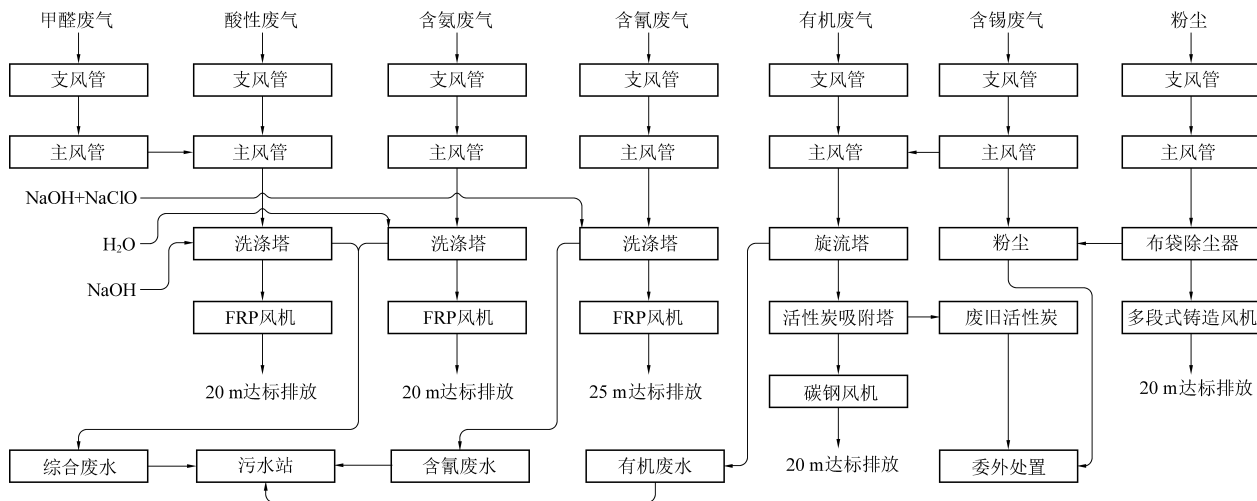 甲醛废气 酸性废气 含氨废气 含氰废气 有机废气 含锡废气 粉尘
支风管 支风管 支风管 支风管 支风管 支风管 支风管
主风管 主风管 主风管 主风管 主风管 主风管 主风管
NaOH+NaClO
H₂O 洗涤塔 洗涤塔 洗涤塔 旋流塔 粉尘 布袋除尘器
NaOH
FRP风机 FRP风机 FRP风机 活性炭吸附塔 废旧活性炭 多段式铸造风机
20 m达标排放 20 m达标排放 25 m达标排放 碳钢风机 20 m达标排放
综合废水 污水站 含氰废水 有机废水 20 m达标排放 委外处置